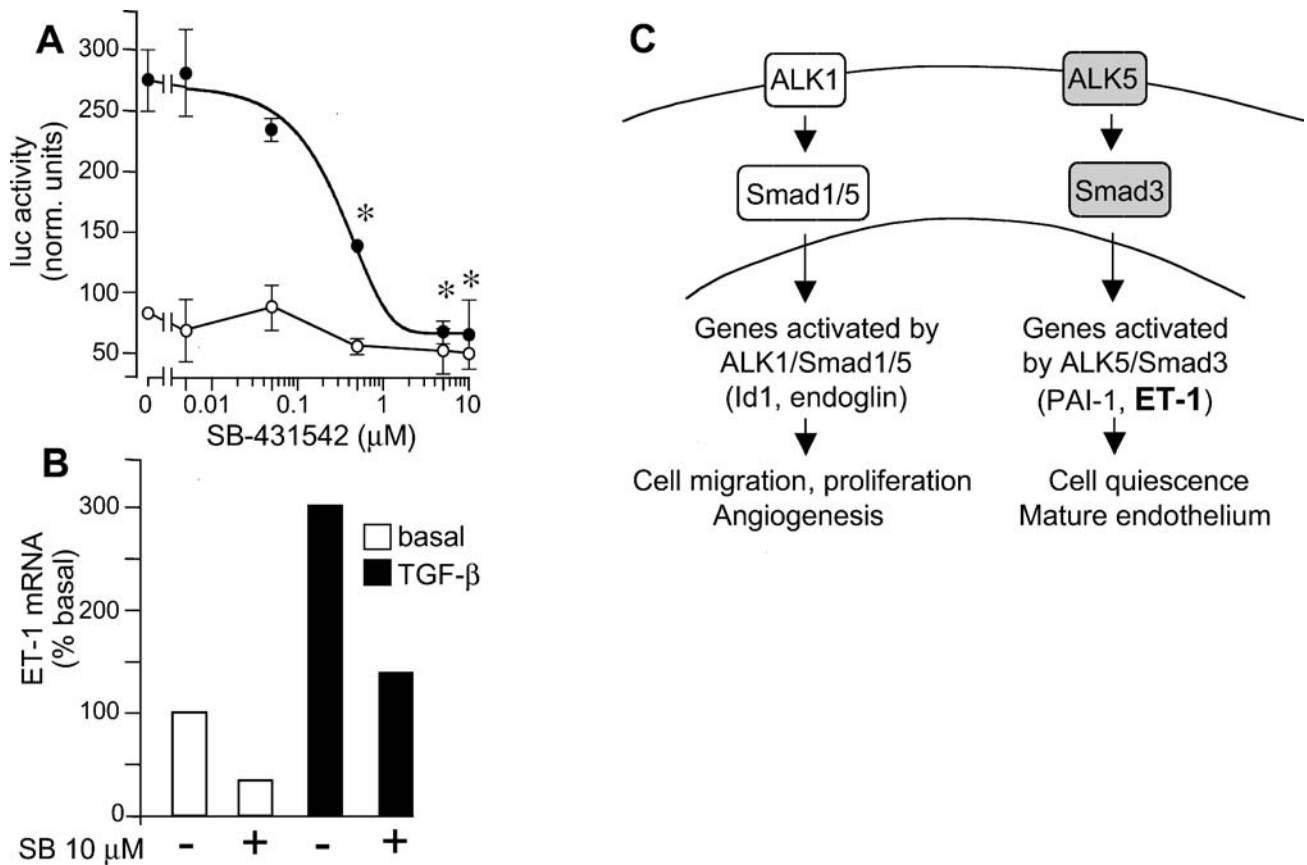 A
300
250
200
150
100
50
luc activity
(norm. units)
*
*
*
0
0.01
0.1
1
10
SB-431542 (μM)
B
300
200
100
0
ET-1 mRNA
(% basal)
basal
TGF-β
SB 10 μM
-
+
-
+
C
ALK1
ALK5
Smad1/5
Smad3
Genes activated by
ALK1/Smad1/5
(Id1, endoglin)
Genes activated
by ALK5/Smad3
(PAI-1, ET-1)
Cell migration, proliferation
Angiogenesis
Cell quiescence
Mature endothelium